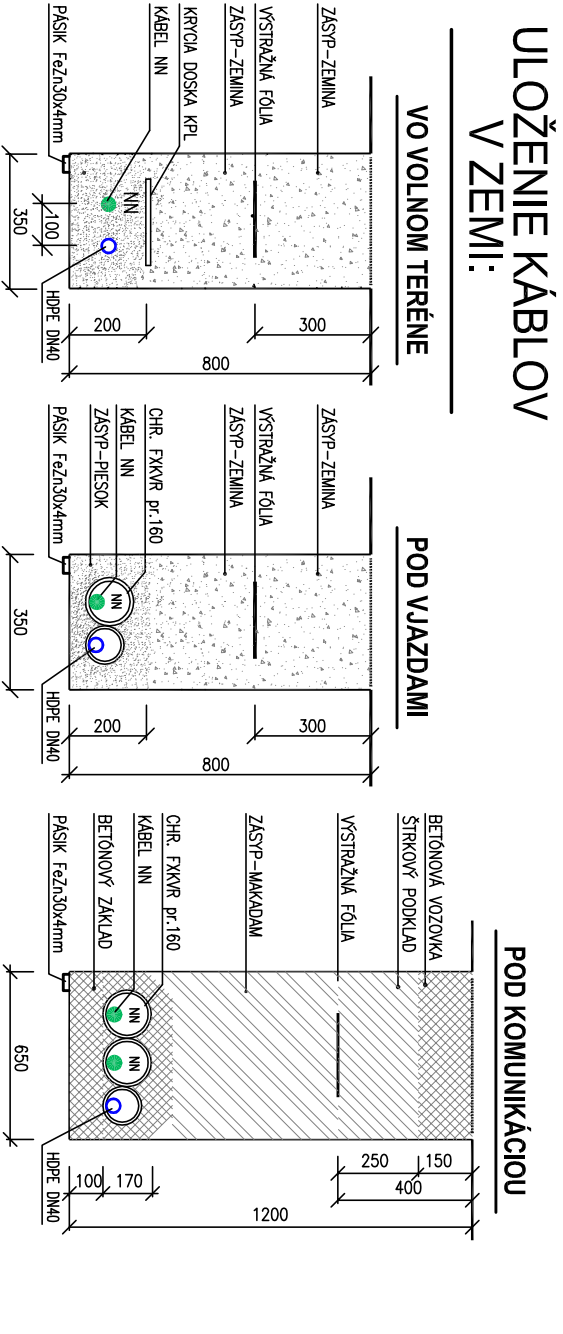 ULOŽENIE KÁBLOV
V ZEMI:
VO VOLNOM TERÉNE
ZÁSYP-ZEMINA
VÝSTRAŽNÁ FÓLIA
ZÁSYP-ZEMINA
KRYCIA DOSKA KPL
KÁBEL NN
PÁSIK FeZn30x4mm
NN
100
350
HDPE DN40
200
300
800
POD VJAZDAMI
ZÁSYP-ZEMINA
VÝSTRAŽNÁ FÓLIA
ZÁSYP-ZEMINA
CHR. FXKVR pr.160
KÁBEL NN
ZÁSYP-PIESOK
PÁSIK FeZn30x4mm
NN
350
HDPE DN40
200
300
800
POD KOMUNIKÁCIOU
BETÓNOVÁ VOZOVKA
ŠTRKOVÝ PODKLAD
VÝSTRAŽNÁ FÓLIA
ZÁSYP-MAKADAM
CHR. FXKVR pr.160
KÁBEL NN
BETÓNOVÝ ZÁKLAD
PÁSIK FeZn30x4mm
NN
NN
650
HDPE DN40
100
170
250
150
400
1200